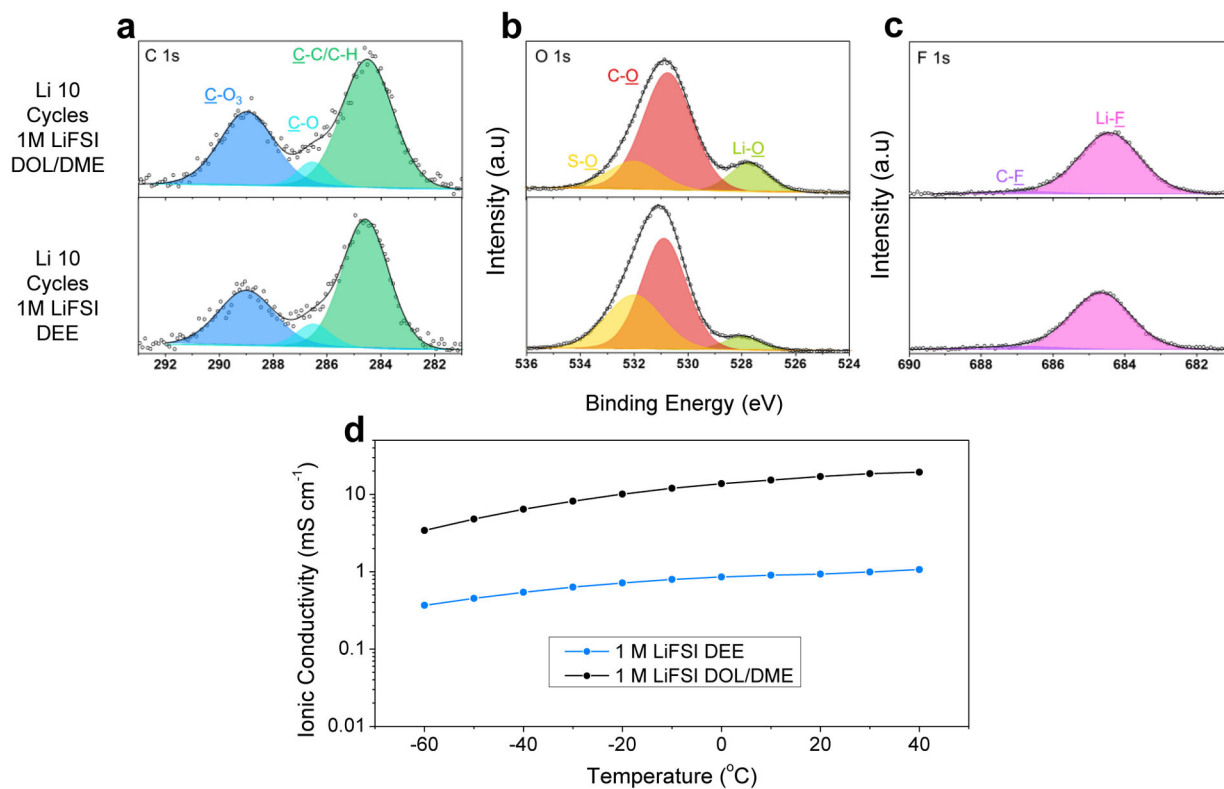 a
b
c
Li 10
Cycles
1M LiFSI
DOL/DME
C 1s
C-C/C-H
C-O₃
C-O
O 1s
C-O
S-O
Li-O
F 1s
Li-F
C-F
Li 10
Cycles
1M LiFSI
DEE
Intensity (a.u)
Intensity (a.u)
292 290 288 286 284 282
536 534 532 530 528 526 524
690 688 686 684 682
Binding Energy (eV)
d
Ionic Conductivity (mS cm⁻¹)
10
1
0.1
0.01
1 M LiFSI DEE
1 M LiFSI DOL/DME
-60 -40 -20 0 20 40
Temperature (°C)